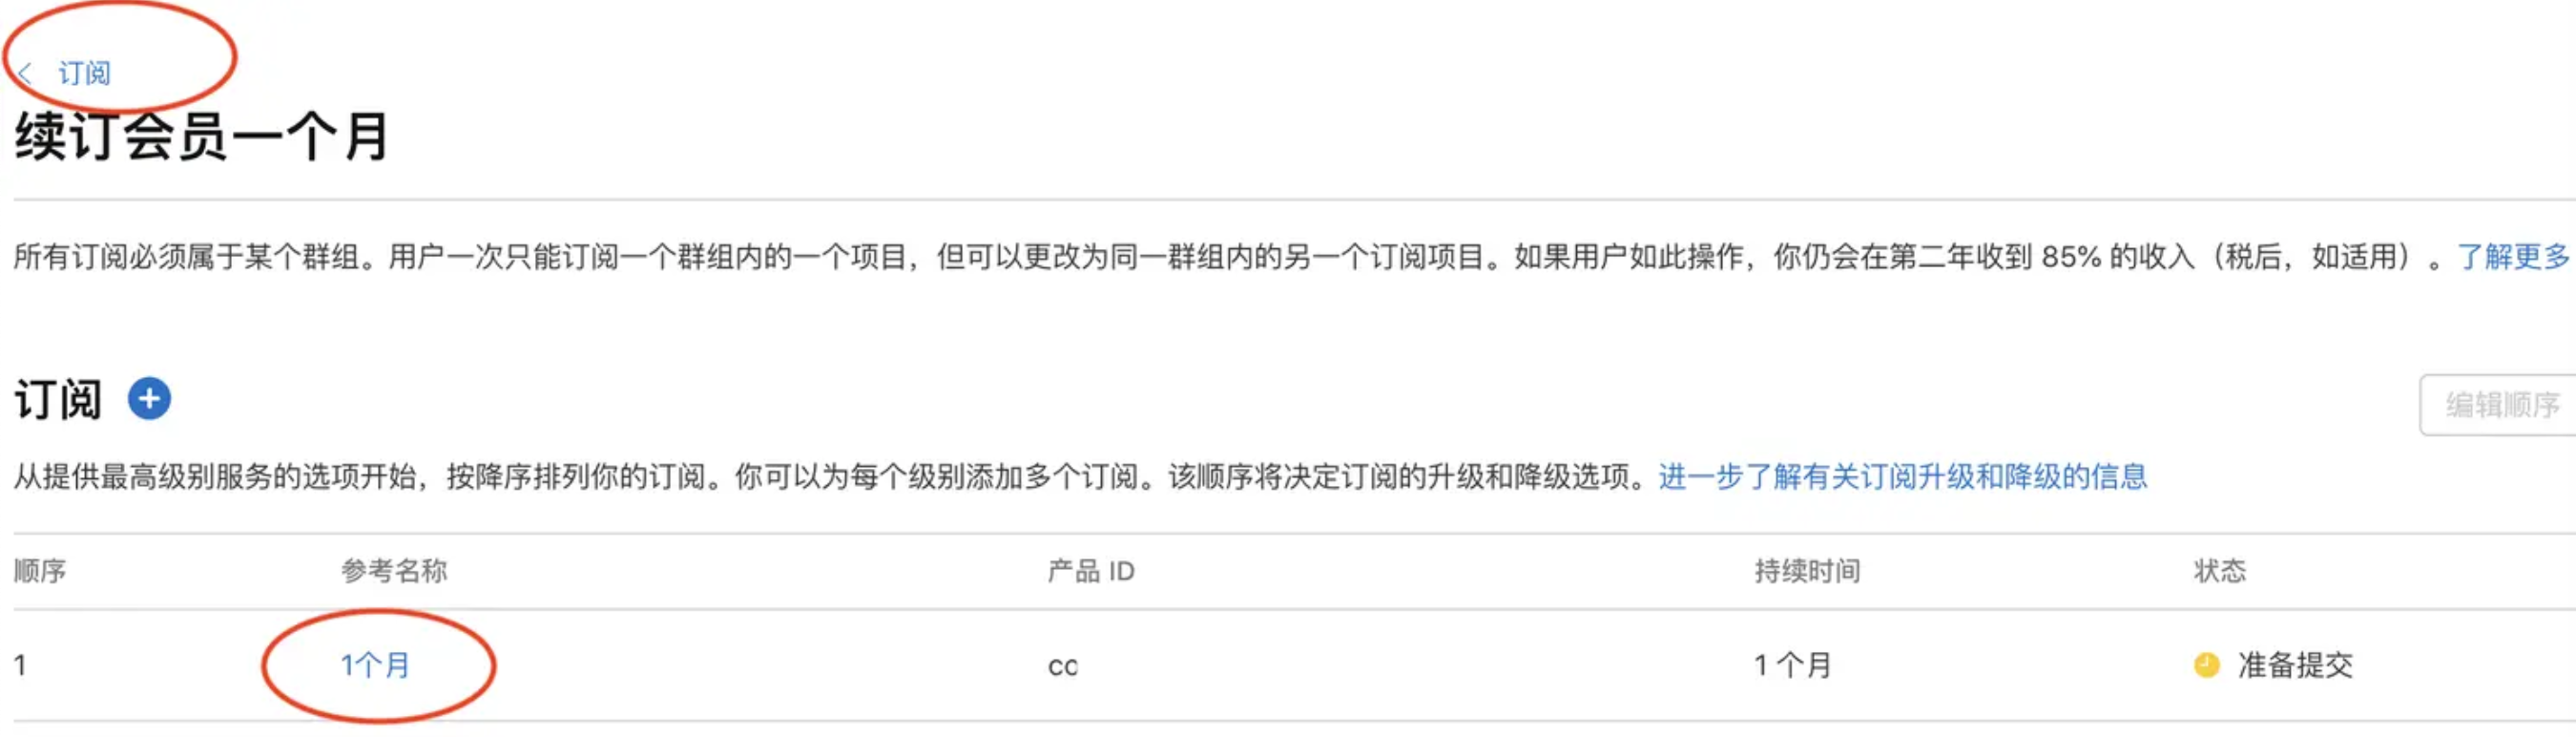 订阅
续订会员一个月
所有订阅必须属于某个群组。用户一次只能订阅一个群组内的一个项目，但可以更改为同一群组内的另一个订阅项目。如果用户如此操作，你仍会在第二年收到 85% 的收入（税后，如适用）。了解更多
订阅
编辑顺序
从提供最高级别服务的选项开始，按降序排列你的订阅。你可以为每个级别添加多个订阅。该顺序将决定订阅的升级和降级选项。进一步了解有关订阅升级和降级的信息
顺序 参考名称 产品 ID 持续时间 状态
1 1个月 cc 1 个月 准备提交